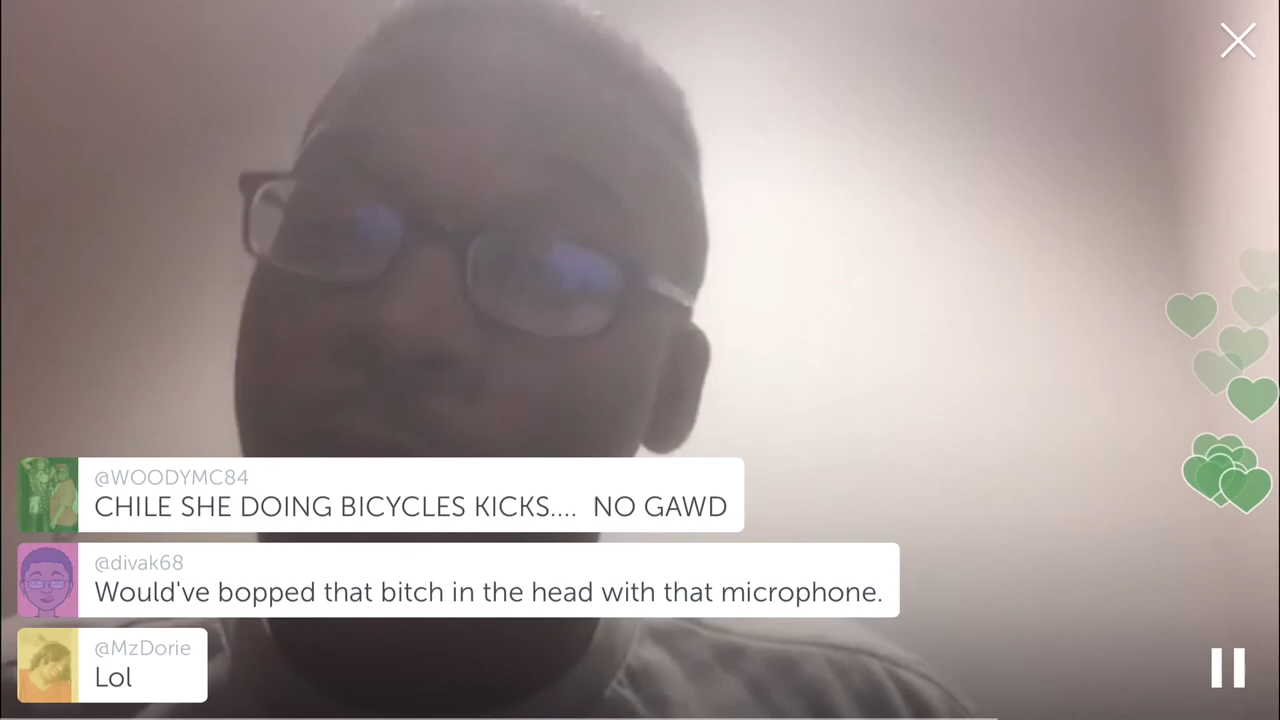 @WOODYMC84
CHILE SHE DOING BICYCLES KICKS.... NO GAWD
@divak68
Would've bopped that bitch in the head with that microphone.
@MzDorie
Lol